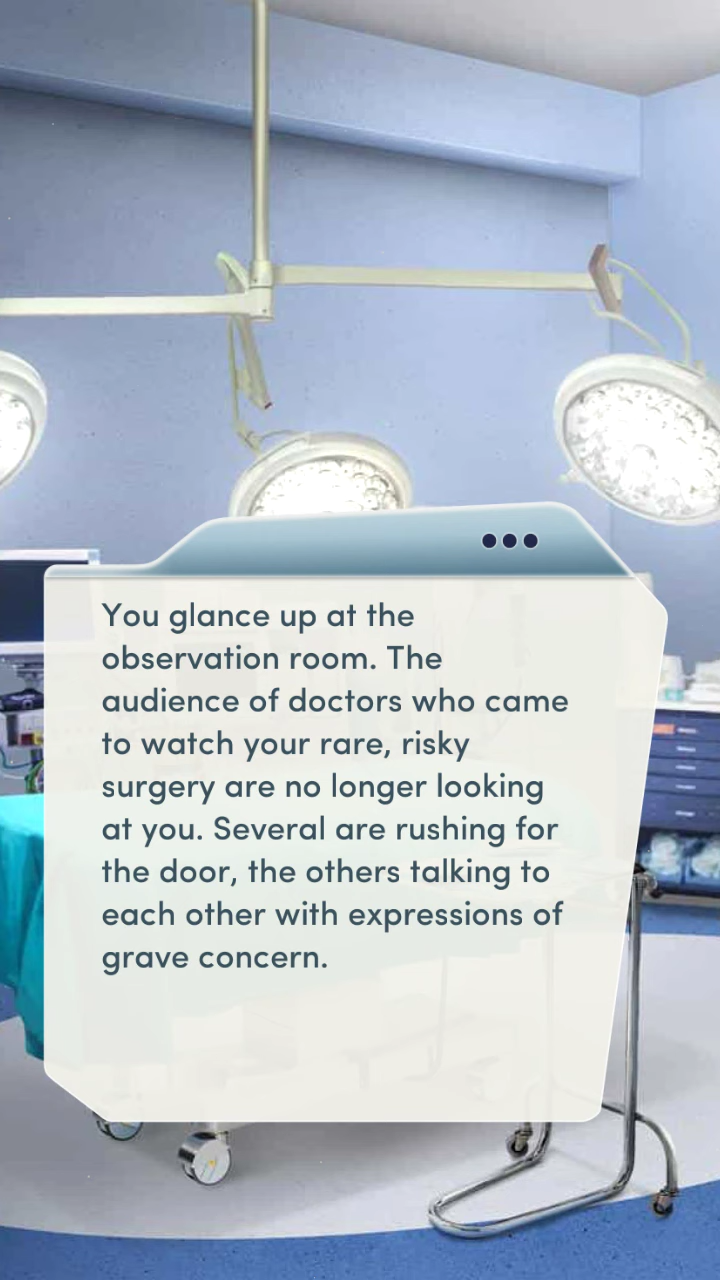 You glance up at the
observation room. The
audience of doctors who came
to watch your rare, risky
surgery are no longer looking
at you. Several are rushing for
the door, the others talking to
each other with expressions of
grave concern.